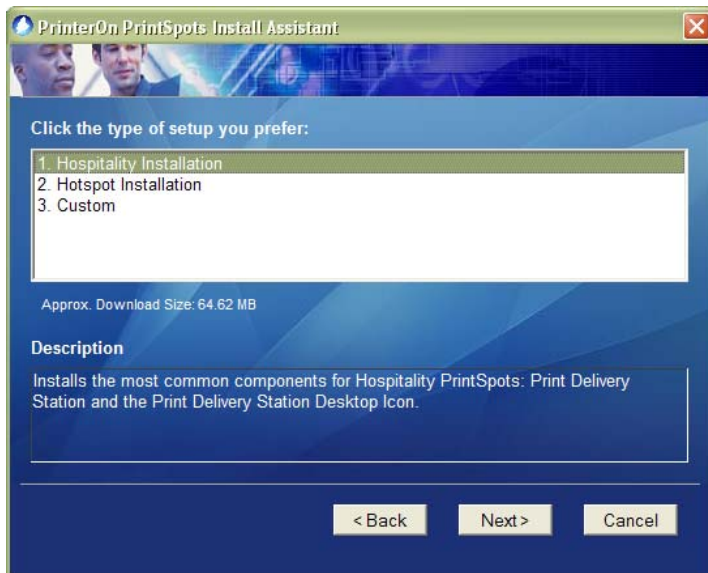 PrinterOn PrintSpots Install Assistant
Click the type of setup you prefer:
1. Hospitality Installation
2. Hotspot Installation
3. Custom
Approx. Download Size: 64.62 MB
Description
Installs the most common components for Hospitality PrintSpots: Print Delivery
Station and the Print Delivery Station Desktop Icon.
< Back Next > Cancel